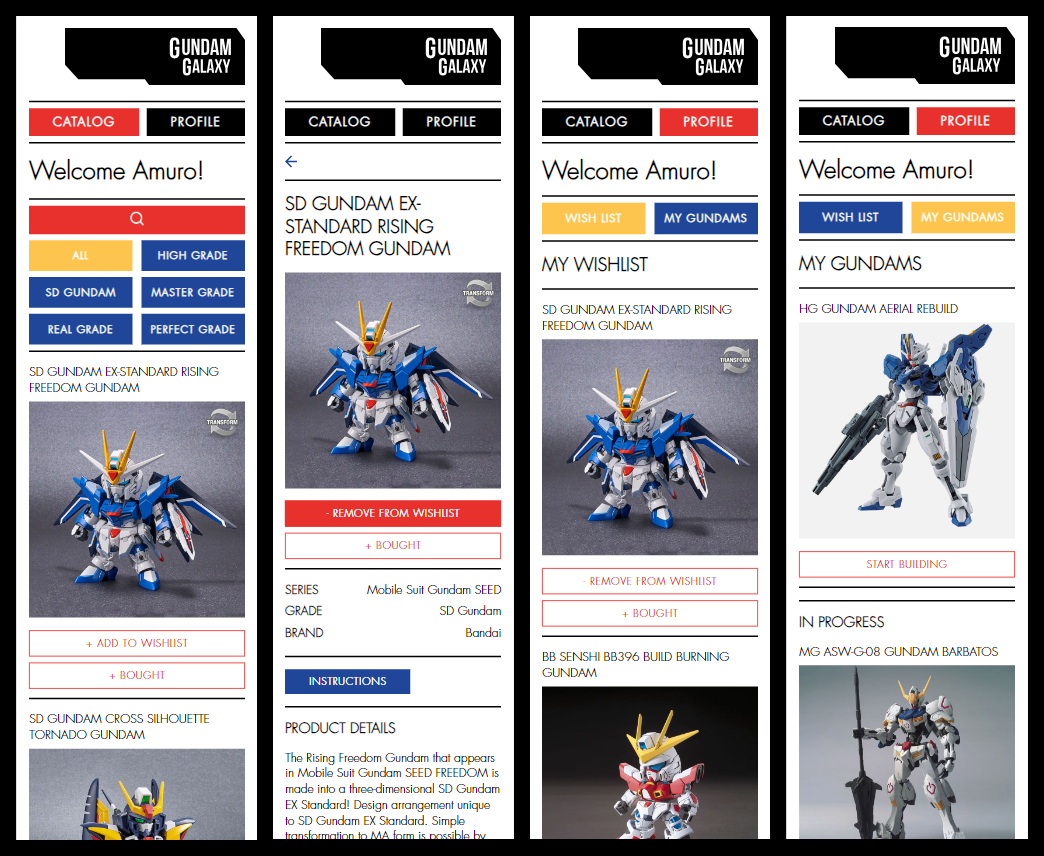 GUNDAM
GALAXY
CATALOG
PROFILE
Welcome Amuro!
ALL
HIGH GRADE
SD GUNDAM
MASTER GRADE
REAL GRADE
PERFECT GRADE
SD GUNDAM EX-STANDARD RISING
FREEDOM GUNDAM
TRANSFORM
+ ADD TO WISHLIST
+ BOUGHT
SD GUNDAM CROSS SILHOUETTE
TORNADO GUNDAM
GUNDAM
GALAXY
CATALOG
PROFILE
SD GUNDAM EX-
STANDARD RISING
FREEDOM GUNDAM
TRANSFORM
- REMOVE FROM WISHLIST
+ BOUGHT
SERIES Mobile Suit Gundam SEED
GRADE SD Gundam
BRAND Bandai
INSTRUCTIONS
PRODUCT DETAILS
The Rising Freedom Gundam that appears
in Mobile Suit Gundam SEED FREEDOM is
made into a three-dimensional SD Gundam
EX Standard! Design arrangement unique
to SD Gundam EX Standard. Simple
transformation to MA form is possible by
GUNDAM
GALAXY
CATALOG
PROFILE
Welcome Amuro!
WISH LIST
MY GUNDAMS
MY WISHLIST
SD GUNDAM EX-STANDARD RISING
FREEDOM GUNDAM
TRANSFORM
- REMOVE FROM WISHLIST
+ BOUGHT
BB SENSHI BB396 BUILD BURNING
GUNDAM
GUNDAM
GALAXY
CATALOG
PROFILE
Welcome Amuro!
WISH LIST
MY GUNDAMS
MY GUNDAMS
HG GUNDAM AERIAL REBUILD
START BUILDING
IN PROGRESS
MG ASW-G-08 GUNDAM BARBATOS